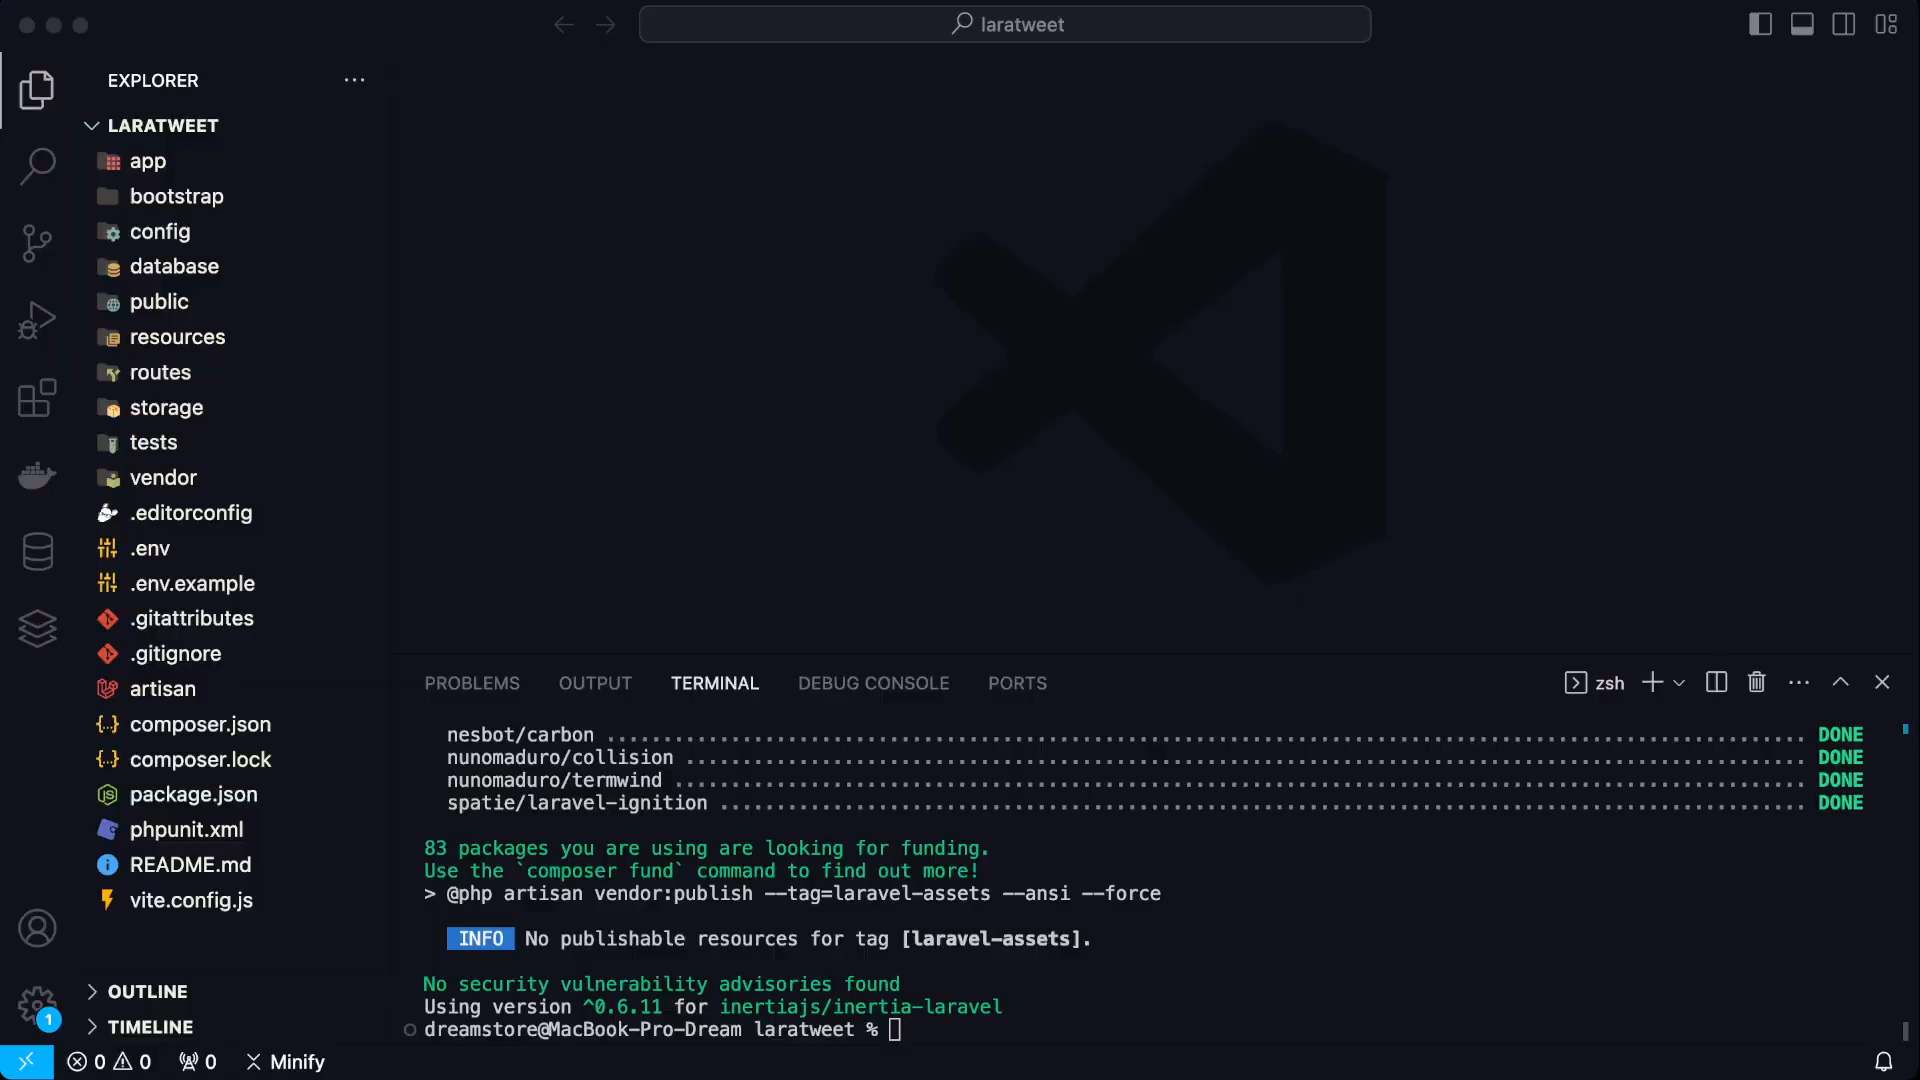 laratweet
EXPLORER
LARATWEET
app
bootstrap
config
database
public
resources
routes
storage
tests
vendor
.editorconfig
.env
.env.example
.gitattributes
.gitignore
artisan
composer.json
composer.lock
package.json
phpunit.xml
README.md
vite.config.js
OUTLINE
TIMELINE
PROBLEMS OUTPUT TERMINAL DEBUG CONSOLE PORTS zsh
nesbot/carbon .......................................................................................................... DONE
nunomaduro/collision ................................................................................................... DONE
nunomaduro/termwind .................................................................................................... DONE
spatie/laravel-ignition ................................................................................................ DONE
83 packages you are using are looking for funding.
Use the `composer fund` command to find out more!
> @php artisan vendor:publish --tag=laravel-assets --ansi --force
INFO No publishable resources for tag [laravel-assets].
No security vulnerability advisories found
Using version ^0.6.11 for inertiajs/inertia-laravel
dreamstore@MacBook-Pro-Dream laratweet %
1
0 0 0 Minify